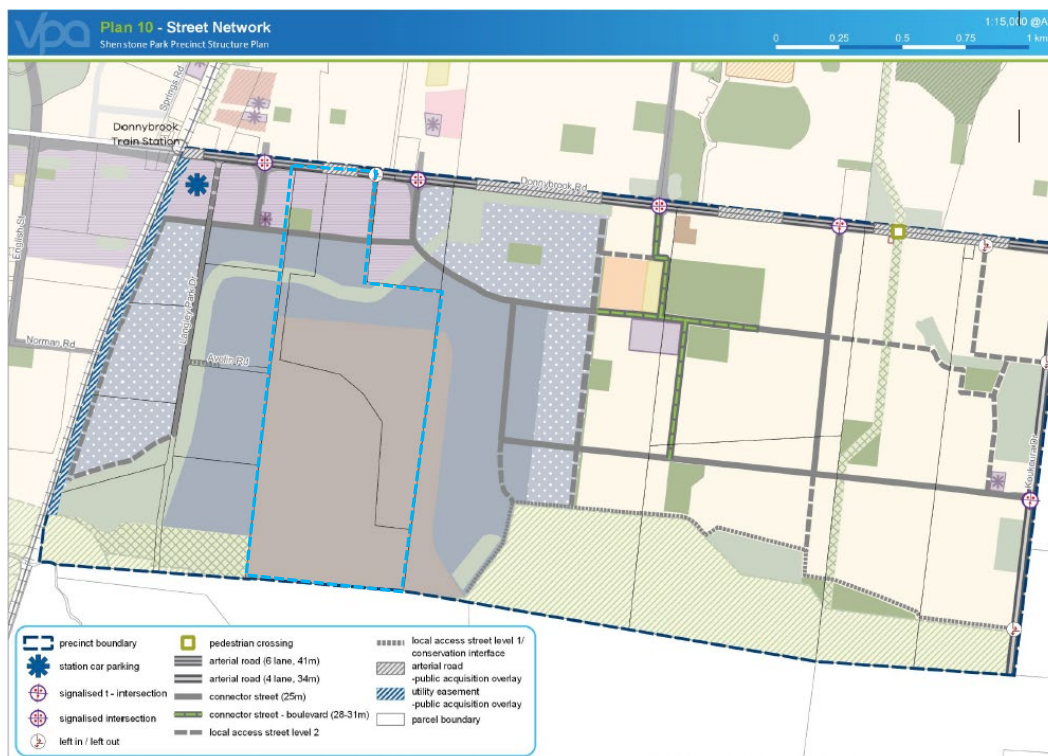 vpa
Plan 10 - Street Network
Shenstone Park Precinct Structure Plan
1:15,000 @A
0 0.25 0.5 0.75 1 km
Springs Rd
Donnybrook
Train Station
Donnybrook Rd
English St
Langley Park Dr
Norman Rd
Avelin Rd
precinct boundary
station car parking
signalised t - intersection
signalised intersection
left in / left out
pedestrian crossing
arterial road (6 lane, 41m)
arterial road (4 lane, 34m)
connector street (25m)
connector street - boulevard (28-31m)
local access street level 2
local access street level 1/
conservation interface
arterial road
-public acquisition overlay
utility easement
-public acquisition overlay
parcel boundary